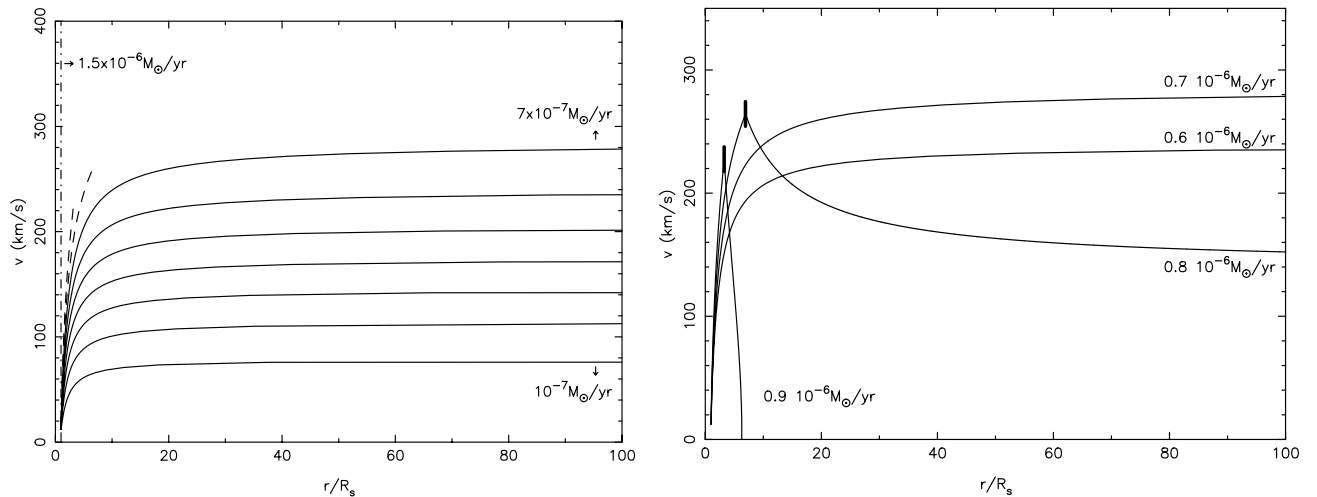 400
300
200
100
0
v (km/s)
→ 1.5x10⁻⁶M⊙/yr
7x10⁻⁷M⊙/yr
↑
↓
10⁻⁷M⊙/yr
0 20 40 60 80 100
r/Rₛ
300
200
100
0
v (km/s)
0.7 10⁻⁶M⊙/yr
0.6 10⁻⁶M⊙/yr
0.8 10⁻⁶M⊙/yr
0.9 10⁻⁶M⊙/yr
0 20 40 60 80 100
r/Rₛ